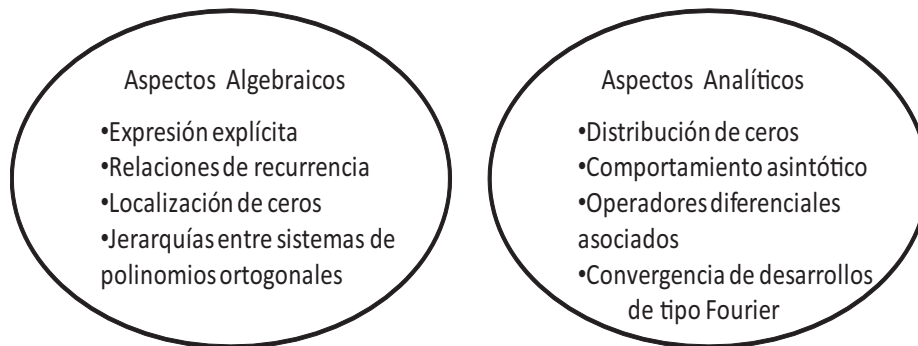 Aspectos Algebraicos
•Expresión explícita
•Relaciones de recurrencia
•Localización de ceros
•Jerarquías entre sistemas de
polinomios ortogonales
Aspectos Analíticos
•Distribución de ceros
•Comportamiento asintótico
•Operadores diferenciales
asociados
•Convergencia de desarrollos
de tipo Fourier